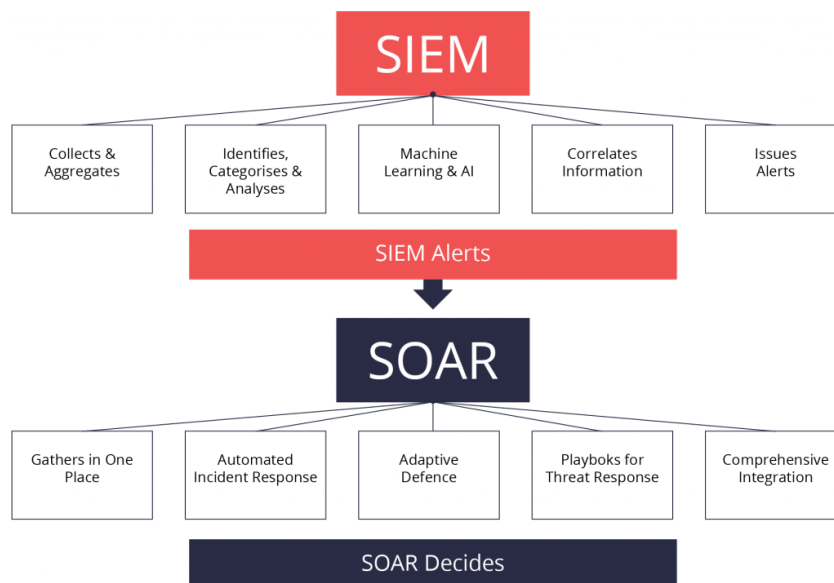 SIEM
Collects &
Aggregates
Identifies,
Categorises &
Analyses
Machine
Learning & AI
Correlates
Information
Issues
Alerts
SIEM Alerts
SOAR
Gathers in One
Place
Automated
Incident Response
Adaptive
Defence
Playboks for
Threat Response
Comprehensive
Integration
SOAR Decides